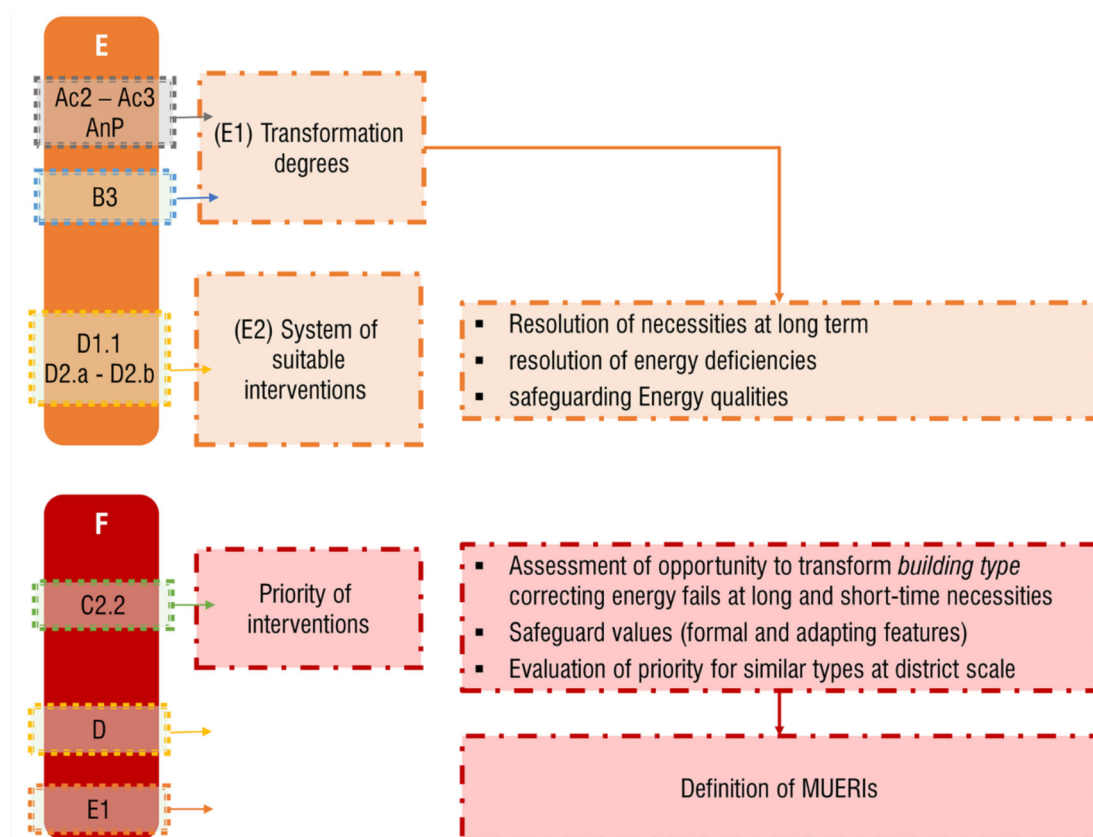 E
Ac2 – Ac3
AnP
(E1) Transformation
degrees
B3
D1.1
D2.a - D2.b
(E2) System of
suitable
interventions
▪ Resolution of necessities at long term
▪ resolution of energy deficiencies
▪ safeguarding Energy qualities
F
C2.2
Priority of
interventions
▪ Assessment of opportunity to transform building type
correcting energy fails at long and short-time necessities
▪ Safeguard values (formal and adapting features)
▪ Evaluation of priority for similar types at district scale
D
E1
Definition of MUERIs